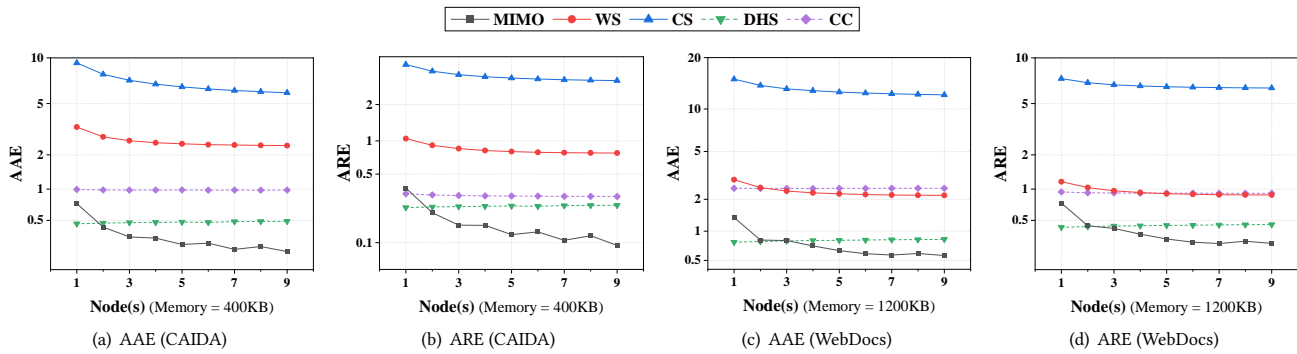 MIMO WS CS DHS CC
10
5
2
1
0.5
AAE
1 3 5 7 9
Node(s) (Memory = 400KB)
(a) AAE (CAIDA)
2
1
0.5
0.1
ARE
1 3 5 7 9
Node(s) (Memory = 400KB)
(b) ARE (CAIDA)
20
10
5
2
1
0.5
AAE
1 3 5 7 9
Node(s) (Memory = 1200KB)
(c) AAE (WebDocs)
10
5
2
1
0.5
ARE
1 3 5 7 9
Node(s) (Memory = 1200KB)
(d) ARE (WebDocs)